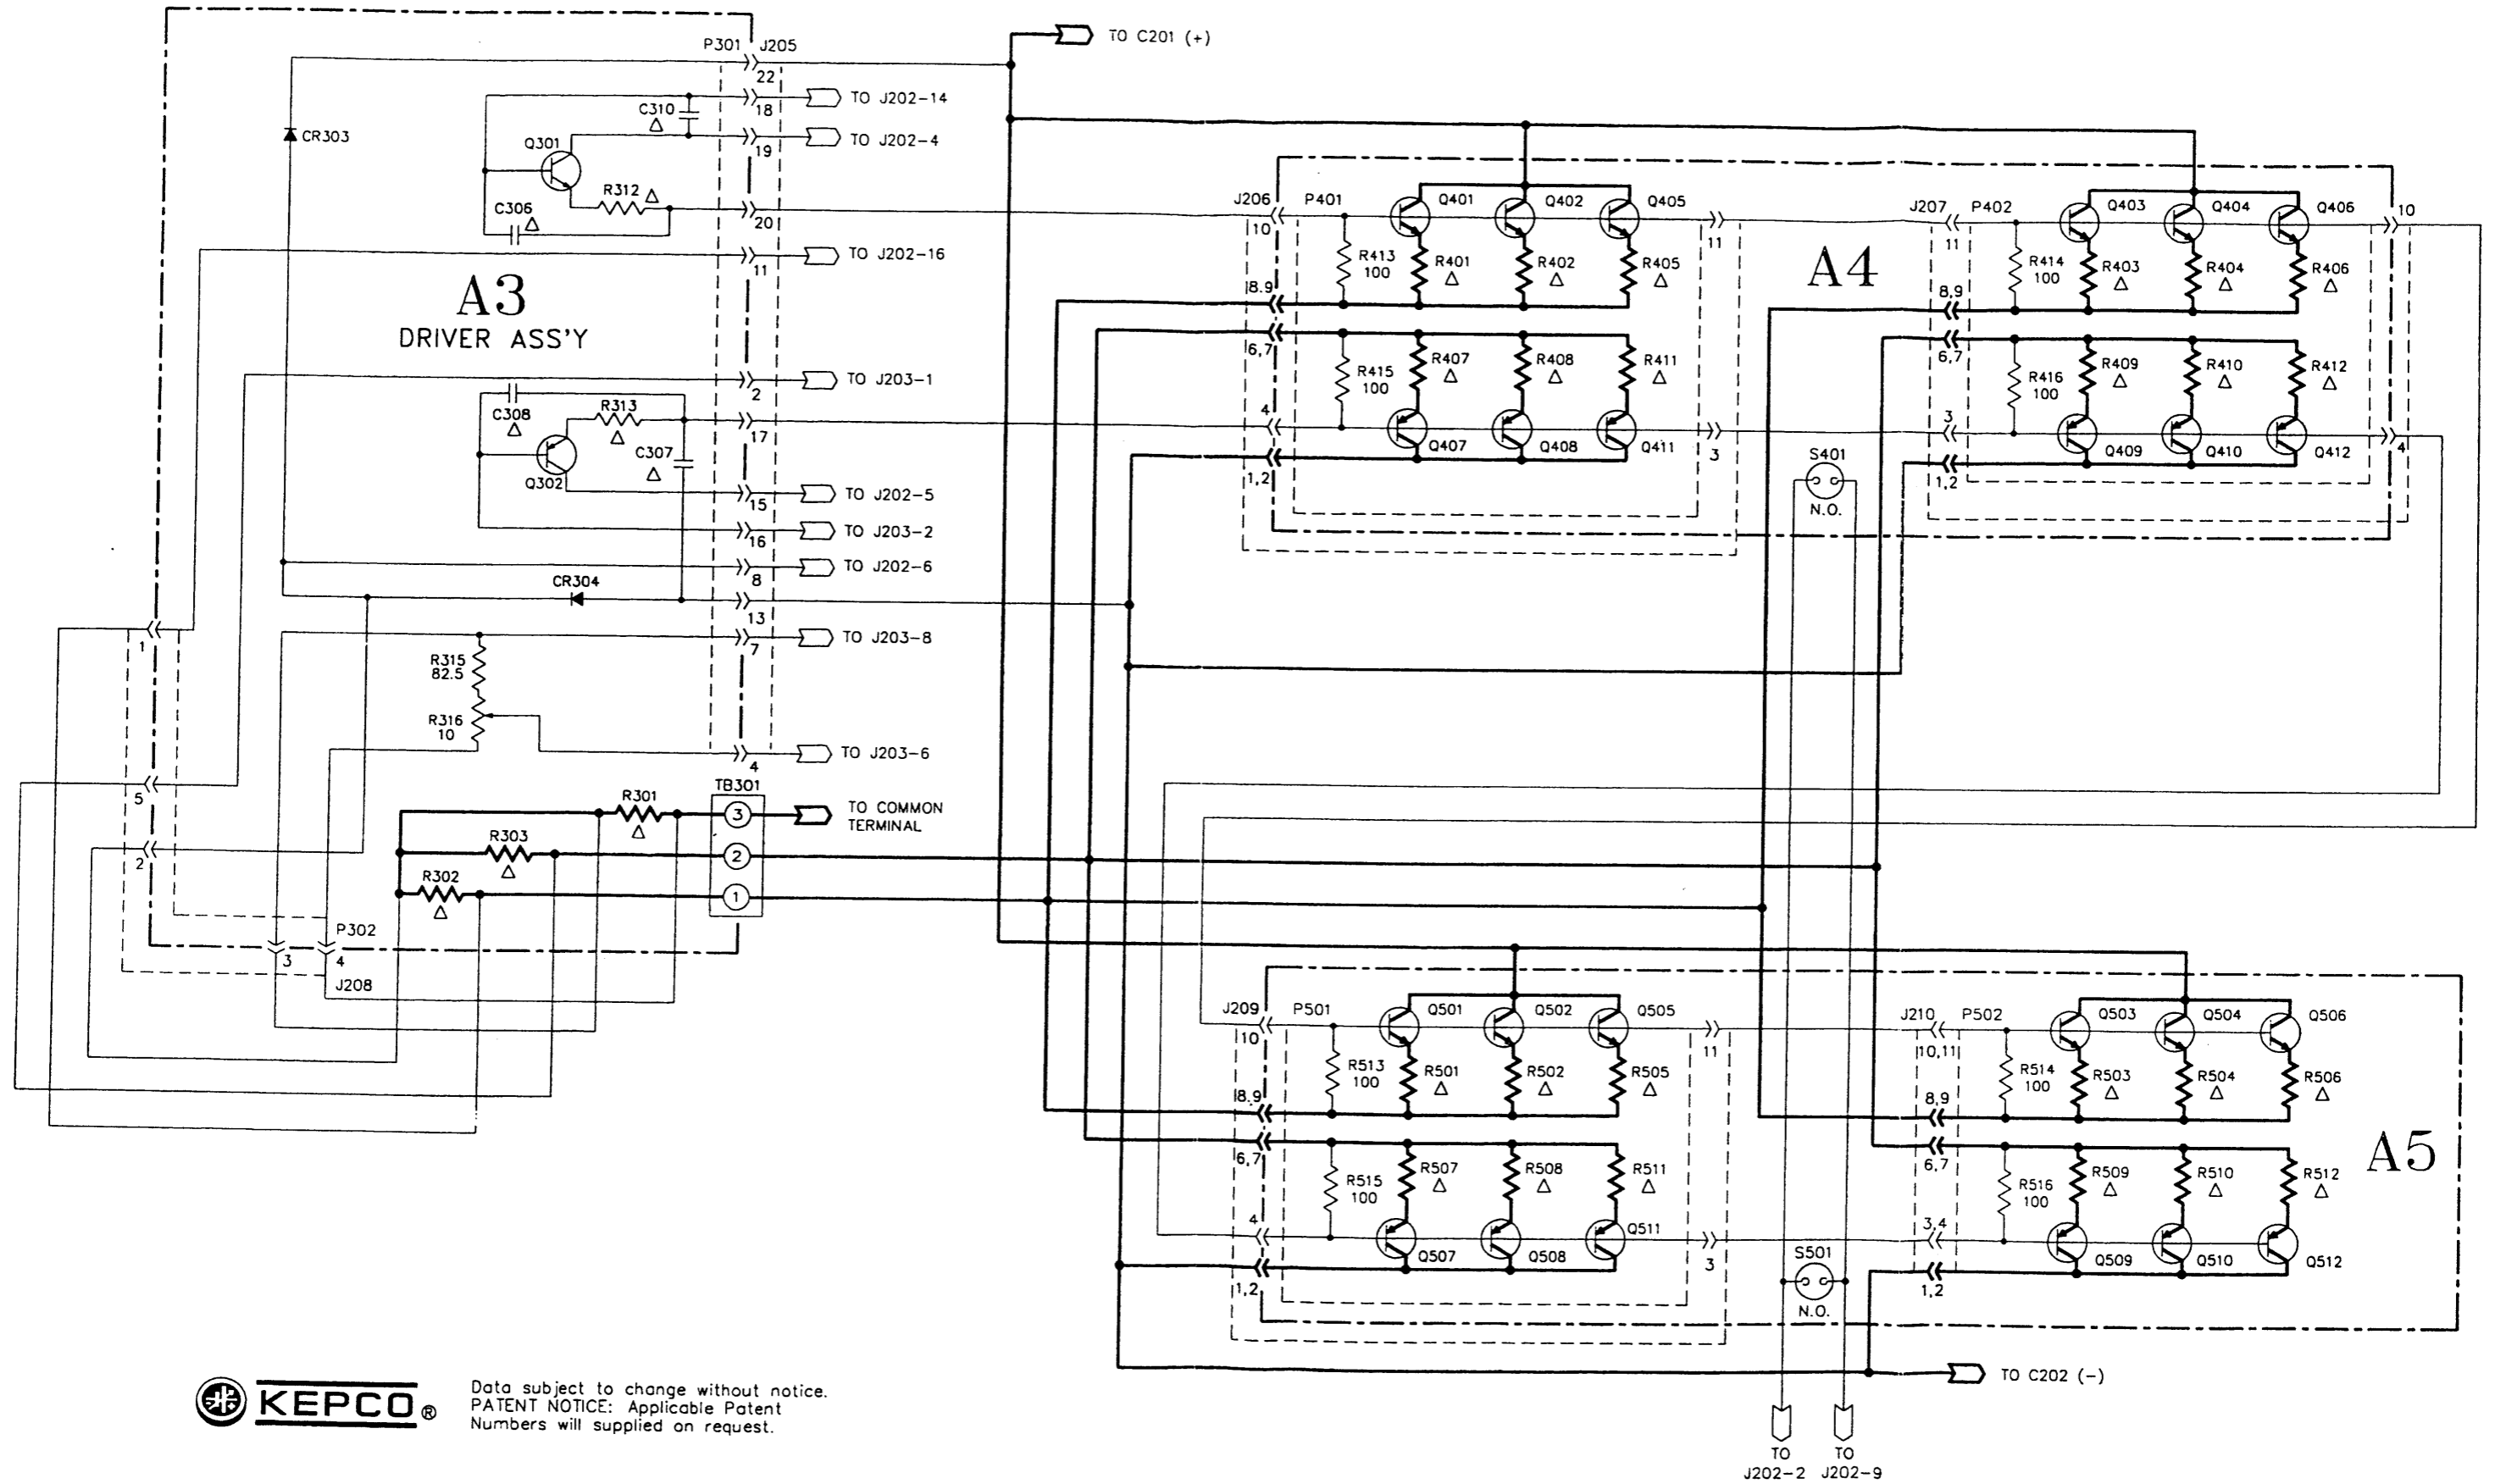 TO C201 (+)
P301 J205
22
TO J202-14
18
C310
△
CR303
Q301
TO J202-4
19
R312 △
C306
△
20
TO J202-16
11
A3
DRIVER ASS'Y
TO J203-1
2
C308
△
R313
△
17
C307
△
Q302
TO J202-5
15
TO J203-2
16
TO J202-6
8
CR304
13
1
TO J203-8
7
R315
82.5
R316
10
TO J203-6
4
5
TB301
R301
△
3
TO COMMON
TERMINAL
R303
△
2
2
R302
△
1
P302
3
4
J208
J206
10
P401
Q401
Q402
Q405
11
R413
100
R401
△
R402
△
R405
△
8.9
6,7
R415
100
R407
△
R408
△
R411
△
4
Q407
Q408
Q411
3
1,2
A4
J207
11
P402
Q403
Q404
Q406
10
R414
100
R403
△
R404
△
R406
△
8,9
6,7
R416
100
R409
△
R410
△
R412
△
3
Q409
Q410
Q412
4
1,2
S401
N.O.
J209
10
P501
Q501
Q502
Q505
11
R513
100
R501
△
R502
△
R505
△
8.9
6,7
R515
100
R507
△
R508
△
R511
△
4
Q507
Q508
Q511
3
1,2
J210
10,11
P502
Q503
Q504
Q506
R514
100
R503
△
R504
△
R506
△
8,9
6,7
A5
R516
100
R509
△
R510
△
R512
△
3,4
Q509
Q510
Q512
1,2
S501
N.O.
TO C202 (-)
TO
J202-2
TO
J202-9
KEPCO ®
Data subject to change without notice.
PATENT NOTICE: Applicable Patent
Numbers will supplied on request.